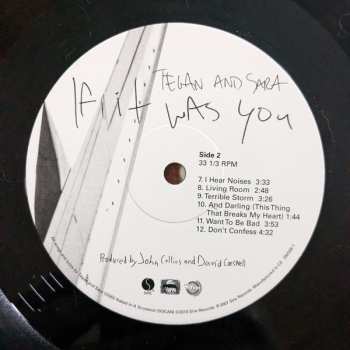 TEGAN AND SARA
If it was you
Side 2
33 1/3 RPM
7. I Hear Noises 3:33
8. Living Room 2:48
9. Terrible Storm 3:26
10. And Darling (This Thing
That Breaks My Heart) 1:44
11. Want To Be Bad 3:53
12. Don't Confess 4:32
Produced by John Collins and David Carswell